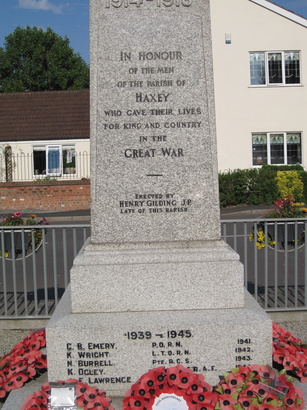 1914-1918
IN HONOUR
OF THE MEN
OF THE PARISH OF
HAXEY
WHO GAVE THEIR LIVES
FOR KING AND COUNTRY
IN THE
GREAT WAR
ERECTED BY
HENRY GILDING J.P.
LATE OF THIS PARISH
1939 - 1945.
G. B. EMERY. P.O.R.N. 1941.
K. WRIGHT. L.T.O.R.N. 1942.
N. BURRELL PTE. R.C.S. 1943.
K. OGLEY. R.A.F.
LAWRENCE